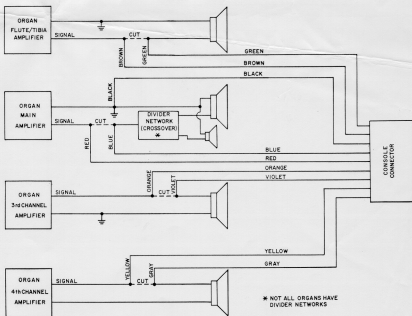 ORGAN
FLUTE/TIBIA
AMPLIFIER
SIGNAL
CUT
BROWN
GREEN
GREEN
BROWN
BLACK
ORGAN
MAIN
AMPLIFIER
SIGNAL
CUT
BLACK
RED
BLUE
DIVIDER
NETWORK
(CROSSOVER)
*
BLUE
RED
ORANGE
VIOLET
CONSOLE
CONNECTOR
ORGAN
3rd CHANNEL
AMPLIFIER
SIGNAL
ORANGE
CUT
VIOLET
YELLOW
GRAY
ORGAN
4th CHANNEL
AMPLIFIER
SIGNAL
YELLOW
CUT
GRAY
* NOT ALL ORGANS HAVE
DIVIDER NETWORKS